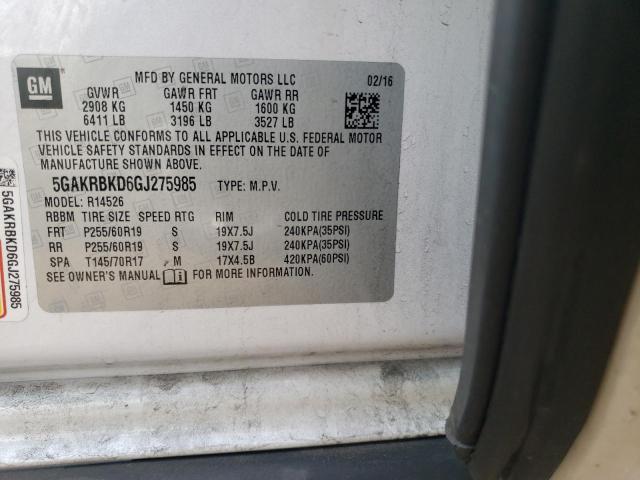 GM
MFD BY GENERAL MOTORS LLC 02/16
GVWR GAWR FRT GAWR RR
2908 KG 1450 KG 1600 KG
6411 LB 3196 LB 3527 LB
THIS VEHICLE CONFORMS TO ALL APPLICABLE U.S. FEDERAL MOTOR
VEHICLE SAFETY STANDARDS IN EFFECT ON THE DATE OF
MANUFACTURE SHOWN ABOVE.
5GAKRBKD6GJ275985 TYPE: M.P.V.
MODEL: R14526
RBBM TIRE SIZE SPEED RTG RIM COLD TIRE PRESSURE
FRT P255/60R19 S 19X7.5J 240KPA(35PSI)
RR P255/60R19 S 19X7.5J 240KPA(35PSI)
SPA T145/70R17 M 17X4.5B 420KPA(60PSI)
SEE OWNER'S MANUAL FOR MORE INFORMATION.
5GAKRBKD6GJ275985